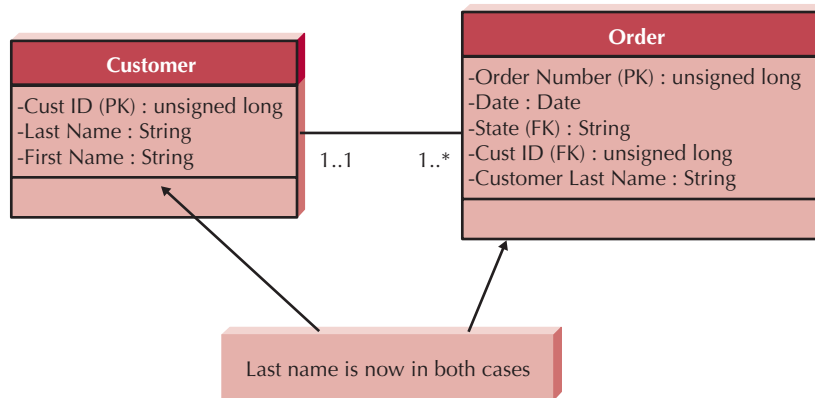 Customer
-Cust ID (PK) : unsigned long
-Last Name : String
-First Name : String
1..1
1..*
Order
-Order Number (PK) : unsigned long
-Date : Date
-State (FK) : String
-Cust ID (FK) : unsigned long
-Customer Last Name : String
Last name is now in both cases